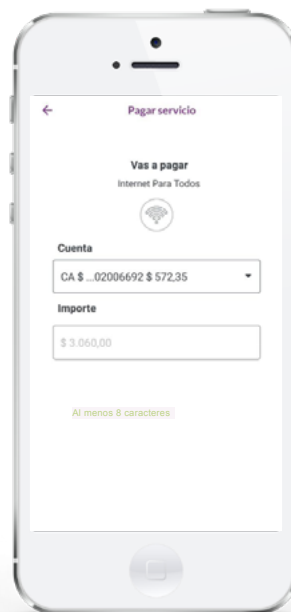 Pagar servicio
Vas a pagar
Internet Para Todos
Cuenta
CA $ ...02006692 $ 572,35
Importe
$ 3.060,00
Al menos 8 caracteres